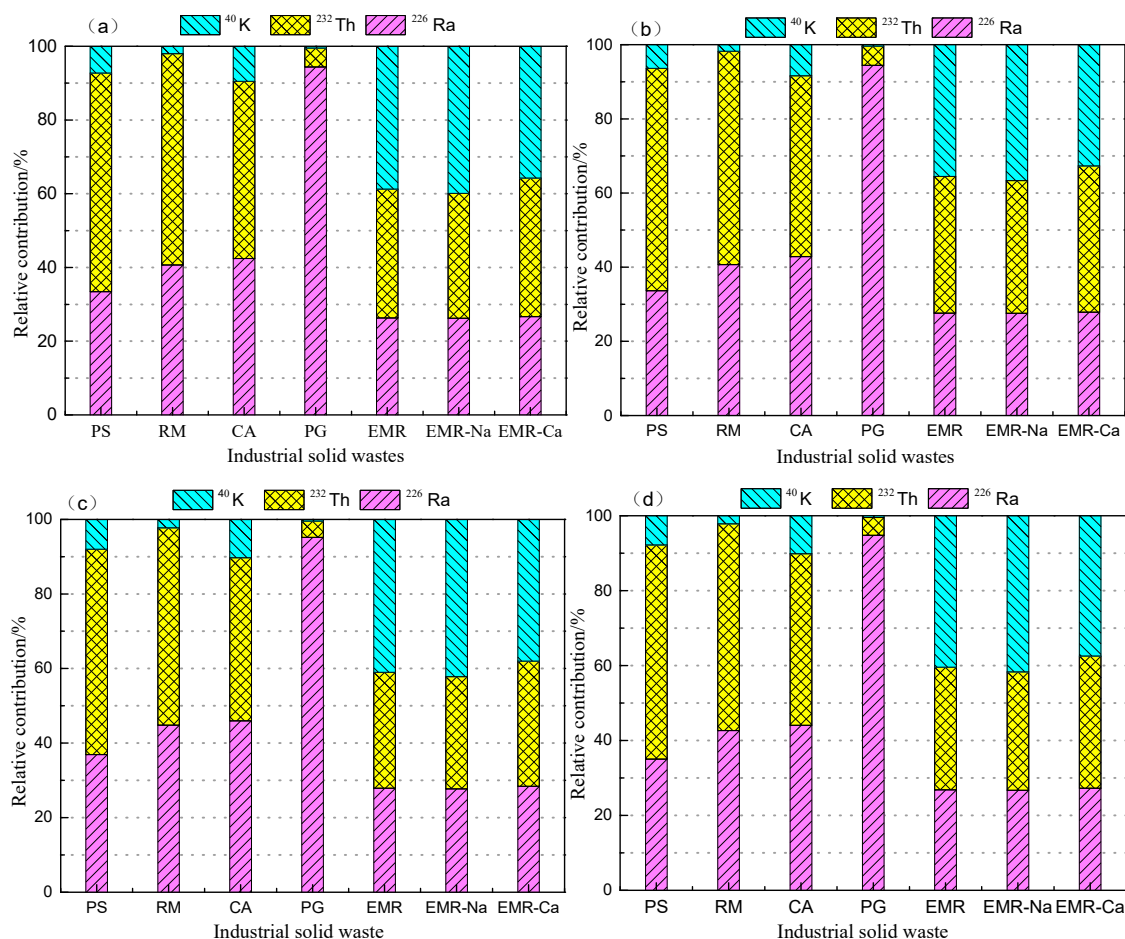 (a)
⁴⁰K ²³²Th ²²⁶Ra
100
80
60
40
20
0
Relative contribution/%
PS RM CA PG EMR EMR-Na EMR-Ca
Industrial solid wastes
(b)
⁴⁰K ²³²Th ²²⁶Ra
100
80
60
40
20
0
Relative contribution/%
PS RM CA PG EMR EMR-Na EMR-Ca
Industrial solid wastes
(c)
⁴⁰K ²³²Th ²²⁶Ra
100
80
60
40
20
0
Relative contribution/%
PS RM CA PG EMR EMR-Na EMR-Ca
Industrial solid waste
(d)
⁴⁰K ²³²Th ²²⁶Ra
100
80
60
40
20
0
Relative contribution/%
PS RM CA PG EMR EMR-Na EMR-Ca
Industrial solid waste